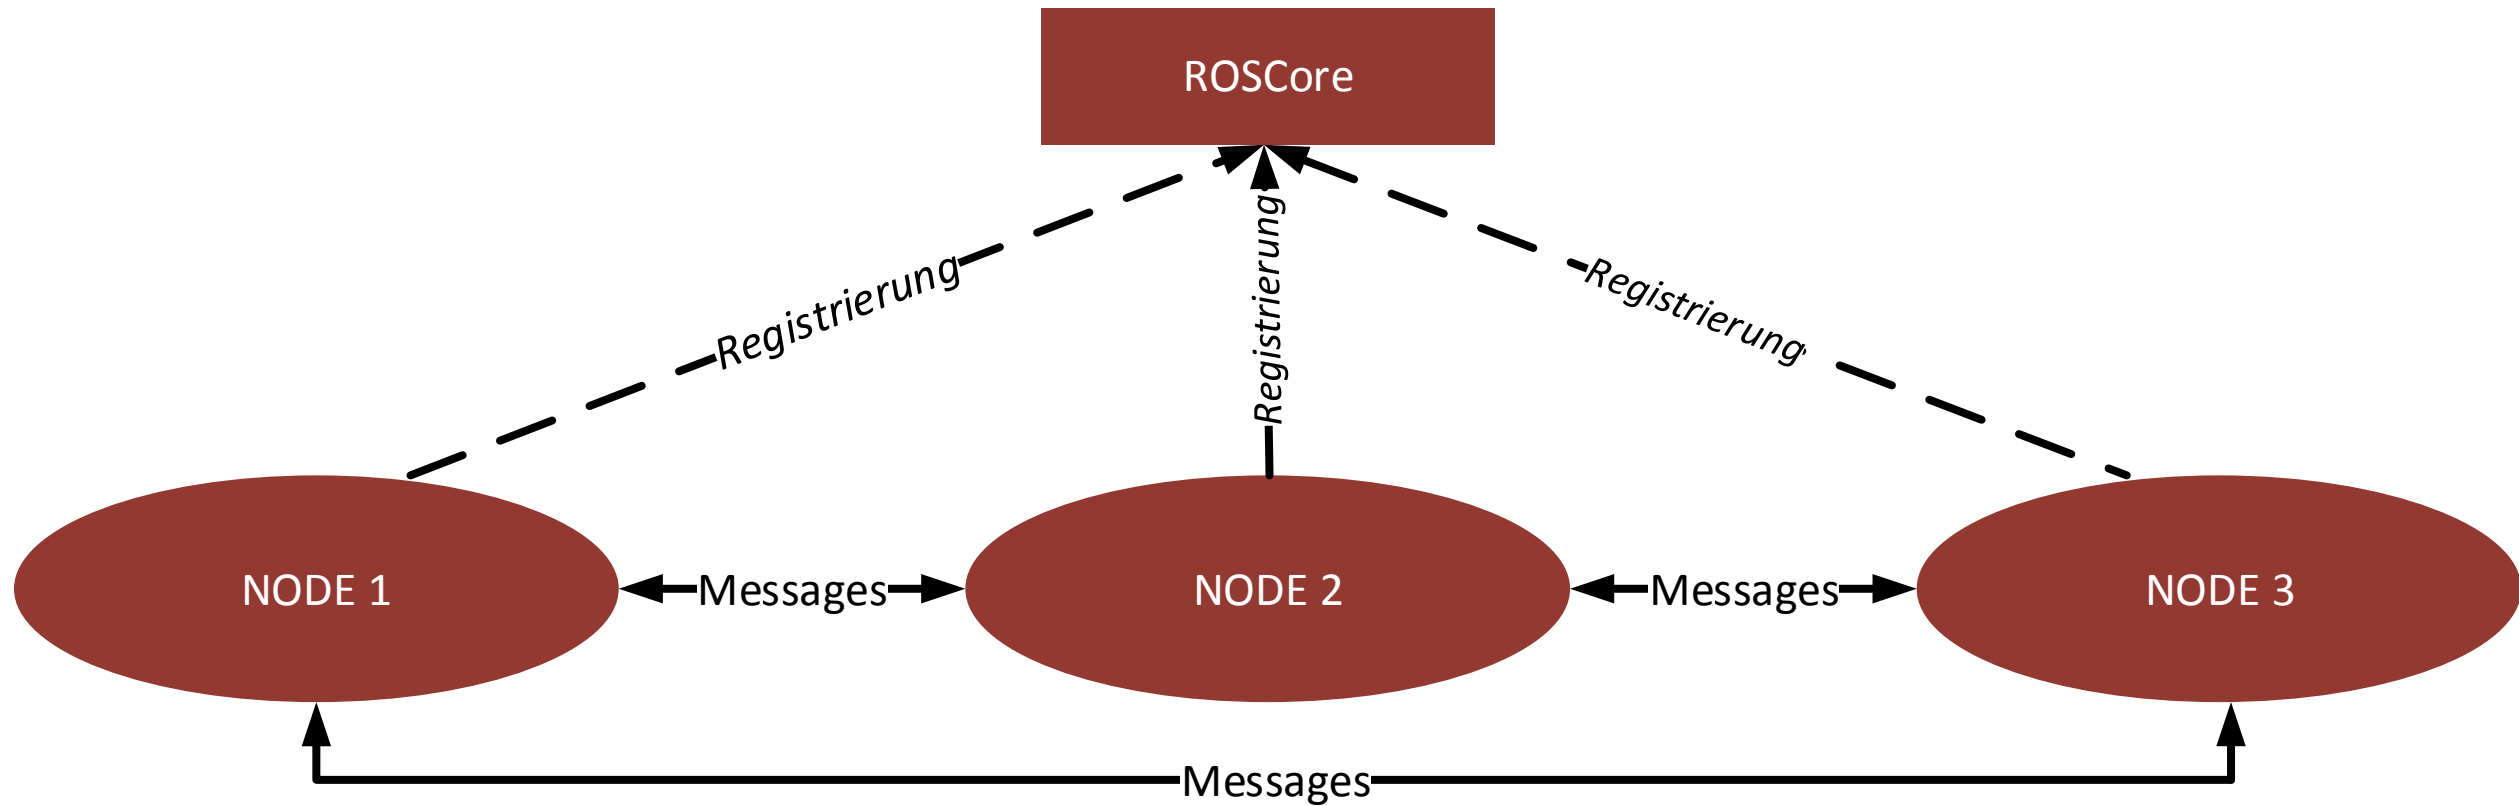 ROSCore
Registrierung
Registrierung
Registrierung
NODE 1
Messages
NODE 2
Messages
NODE 3
Messages